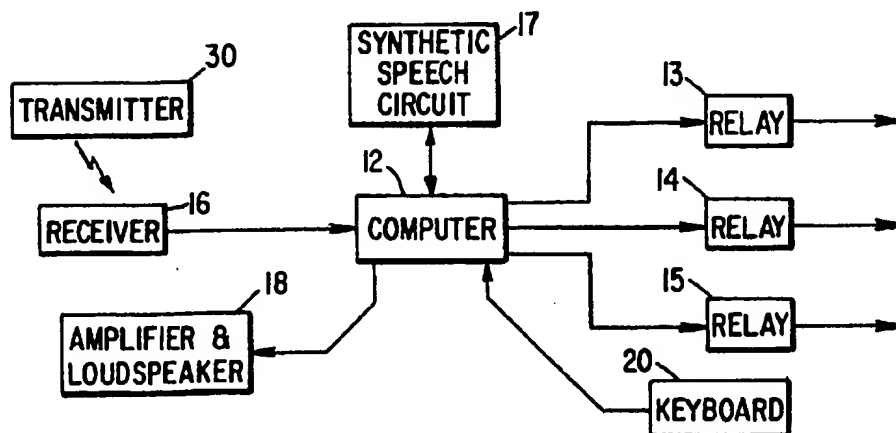 30
TRANSMITTER
16
RECEIVER
18
AMPLIFIER &
LOUDSPEAKER
17
SYNTHETIC
SPEECH
CIRCUIT
12
COMPUTER
13
RELAY
14
RELAY
15
RELAY
20
KEYBOARD